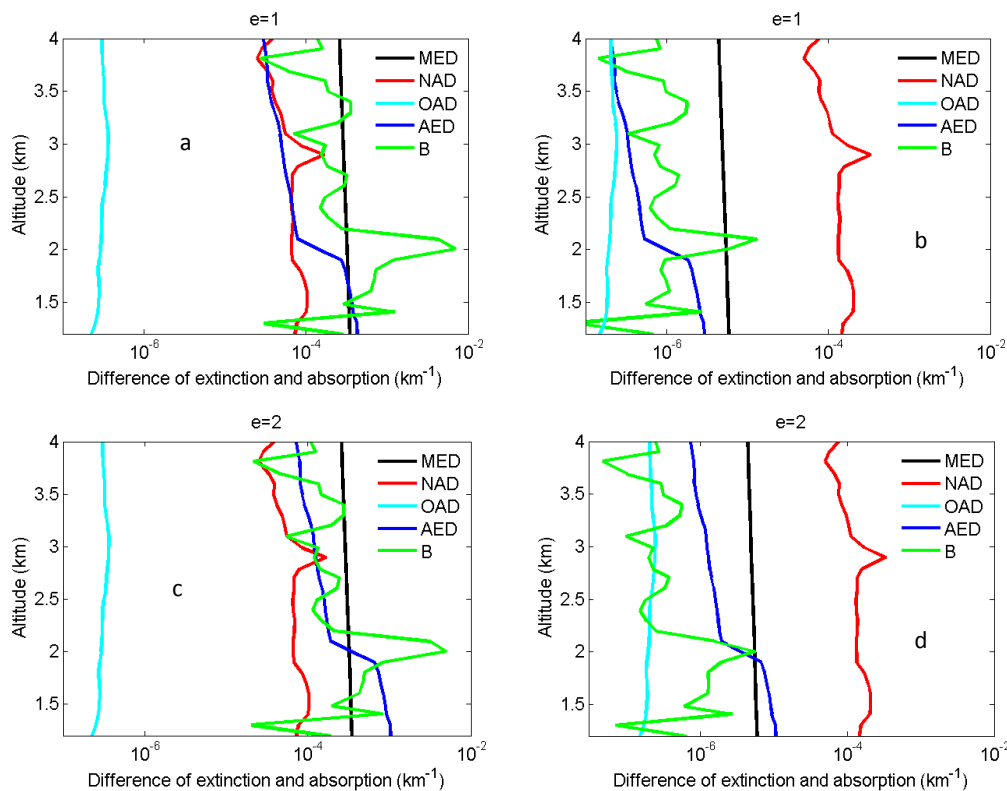 e=1
4
3.5
3
2.5
2
1.5
Altitude (km)
10⁻⁶
10⁻⁴
10⁻²
Difference of extinction and absorption (km⁻¹)
MED
NAD
OAD
AED
B
a
e=1
4
3.5
3
2.5
2
1.5
Altitude (km)
10⁻⁶
10⁻⁴
10⁻²
Difference of extinction and absorption (km⁻¹)
MED
NAD
OAD
AED
B
b
e=2
4
3.5
3
2.5
2
1.5
Altitude (km)
10⁻⁶
10⁻⁴
10⁻²
Difference of extinction and absorption (km⁻¹)
MED
NAD
OAD
AED
B
c
e=2
4
3.5
3
2.5
2
1.5
Altitude (km)
10⁻⁶
10⁻⁴
10⁻²
Difference of extinction and absorption (km⁻¹)
MED
NAD
OAD
AED
B
d